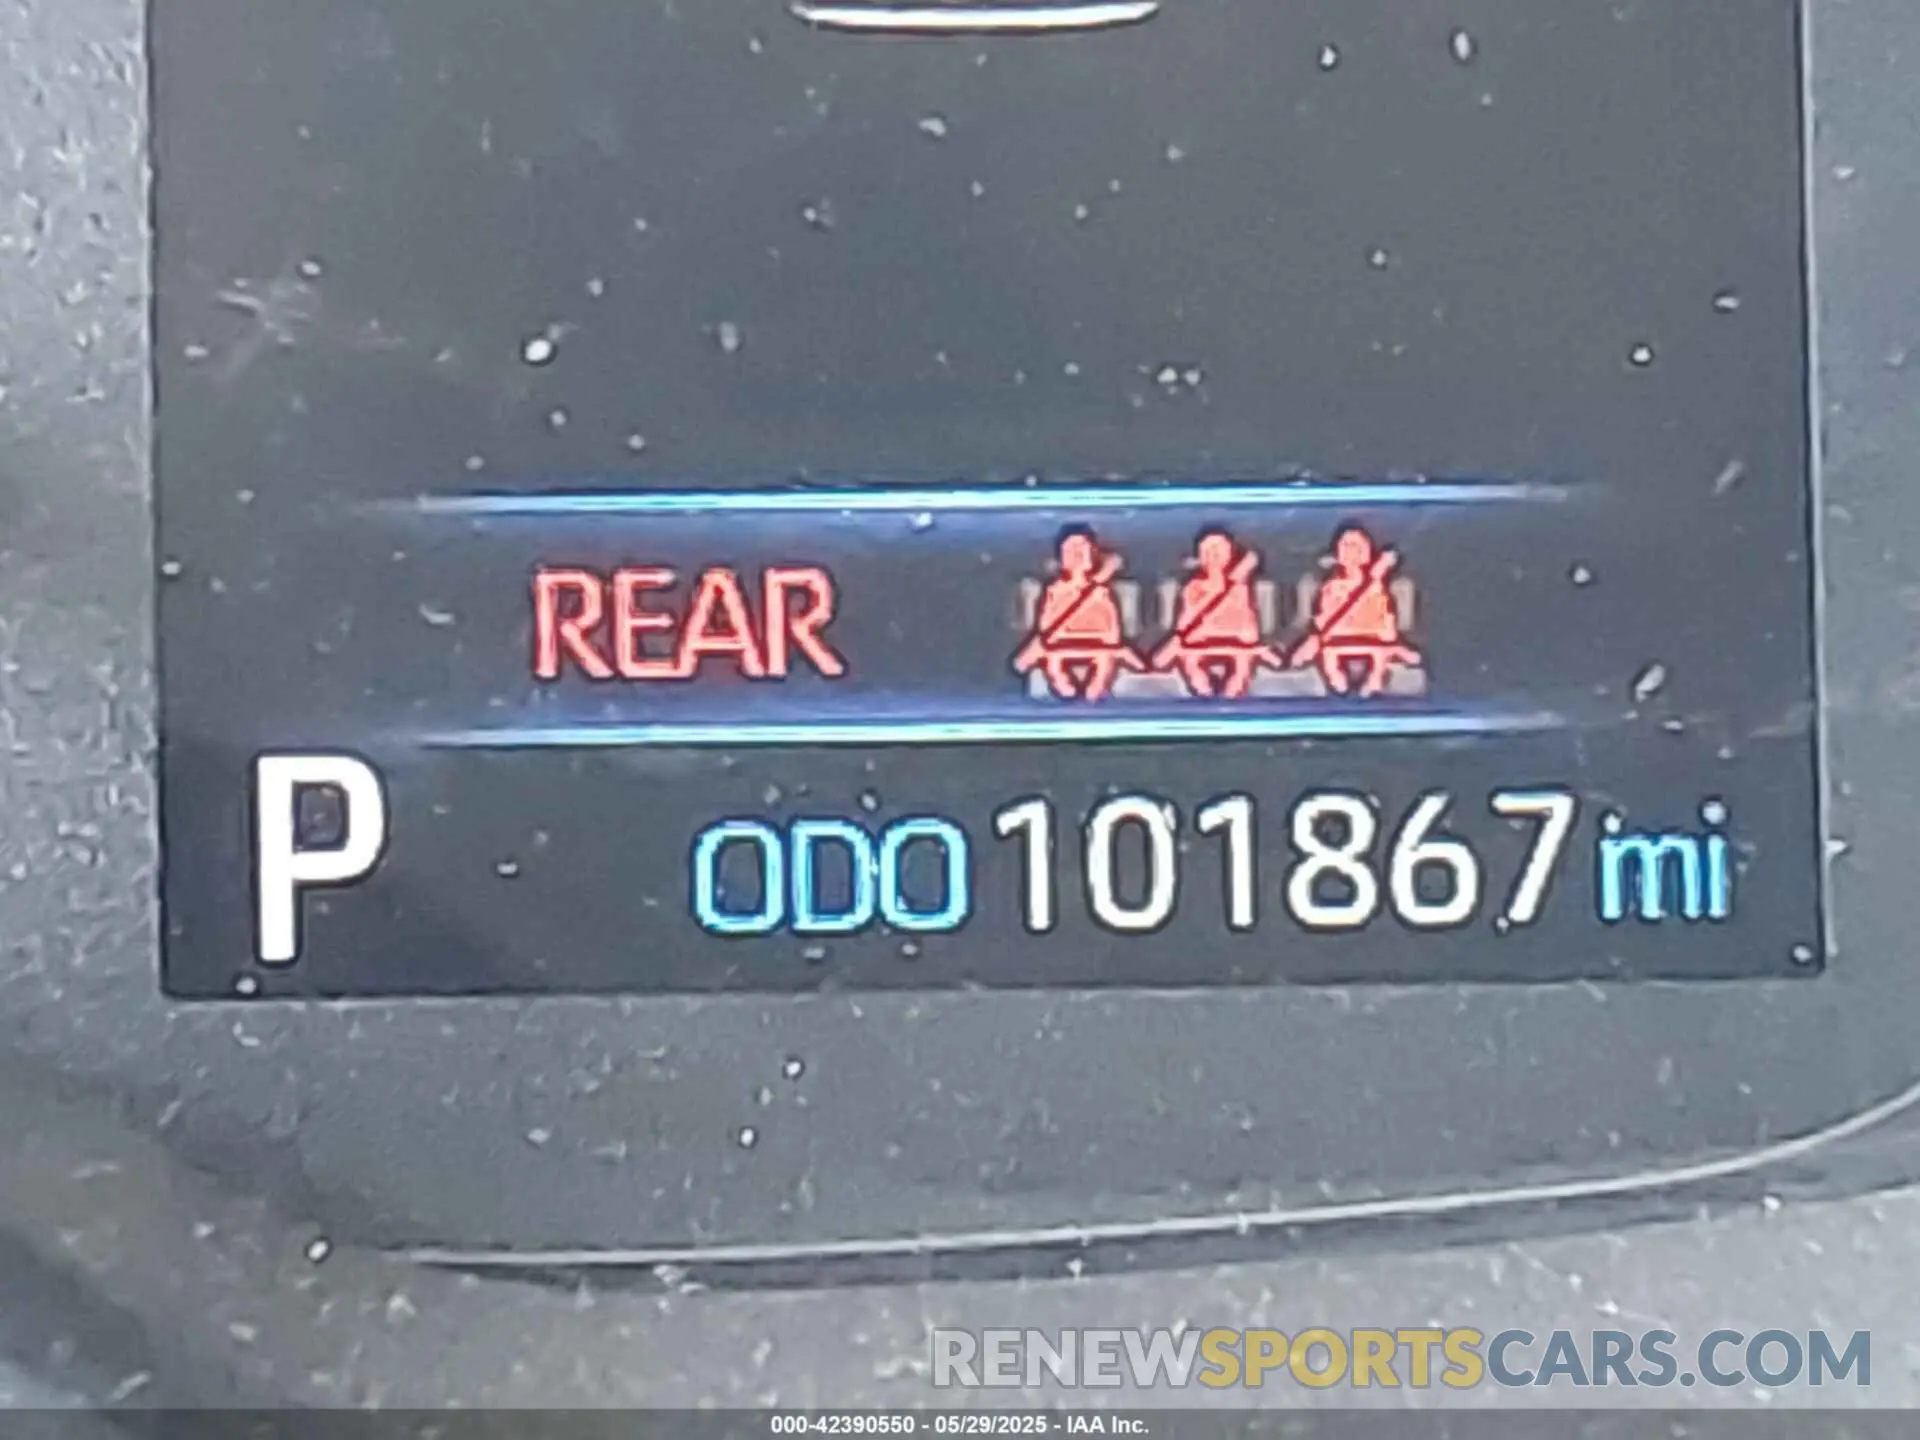 REAR
P ODO 101867 mi
RENEWSPORTSCARS.COM
000-42390550 - 05/29/2025 - IAA Inc.